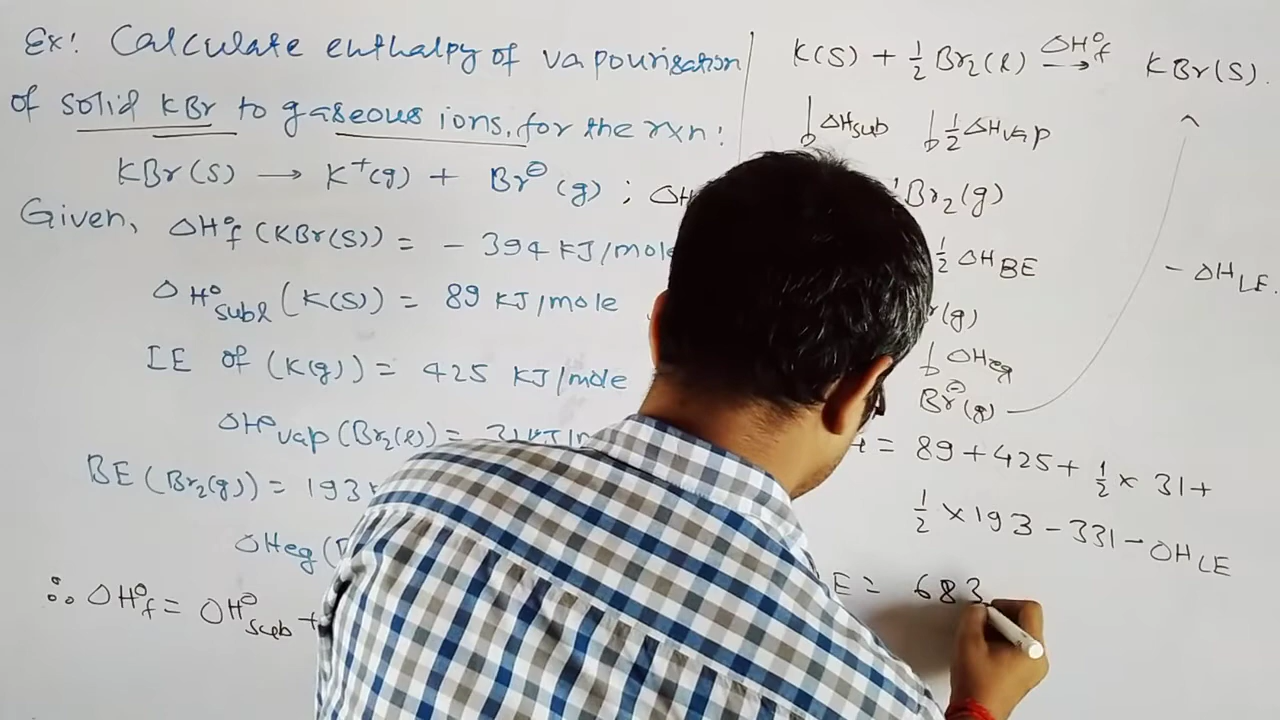 Ex: Calculate enthalpy of vapourisation
of solid KBr to gaseous ions, for the rxn:
KBr(s) → K⁺(g) + Br⊖(g) ; ΔH
Given, ΔH°f (KBr(s)) = - 394 KJ/mole
ΔH°subl (K(s)) = 89 KJ/mole
IE of (K(g)) = 425 KJ/mole
ΔH°vap (Br₂(l)) = 31 KJ/m
BE (Br₂(g)) = 193
ΔHeg (
∴ ΔH°f = ΔH°sub +
K(s) + ½ Br₂(l) ΔH°f → KBr(s).
ΔHsub ½ ΔHvap
Br₂(g)
½ ΔHBE
- ΔHLE.
(g)
ΔHeg
Br⊖(g)
= 89 + 425 + ½ × 31 +
½ × 193 - 331 - ΔHLE
E = 683